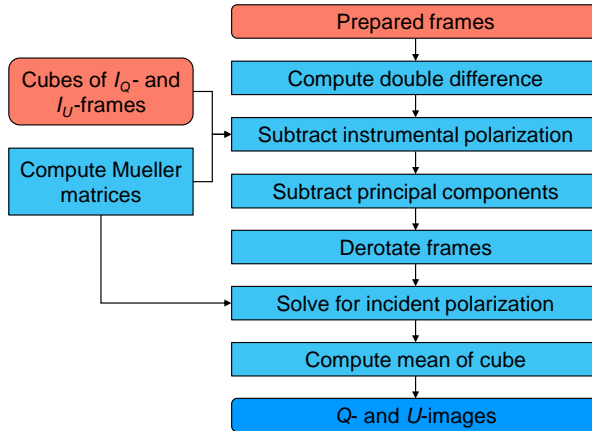 Prepared frames
Compute double difference
Cubes of I_Q- and
I_U-frames
Subtract instrumental polarization
Compute Mueller
matrices
Subtract principal components
Derotate frames
Solve for incident polarization
Compute mean of cube
Q- and U-images